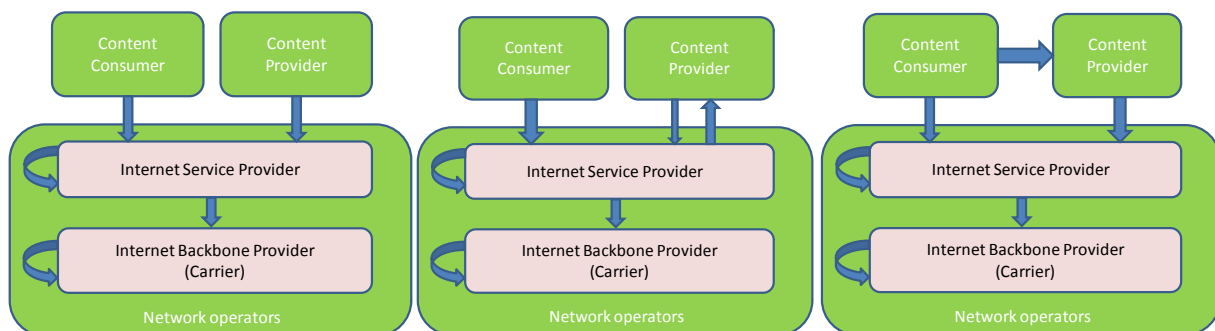 Content
Consumer
Content
Provider
Internet Service Provider
Internet Backbone Provider
(Carrier)
Network operators
Content
Consumer
Content
Provider
Internet Service Provider
Internet Backbone Provider
(Carrier)
Network operators
Content
Consumer
Content
Provider
Internet Service Provider
Internet Backbone Provider
(Carrier)
Network operators